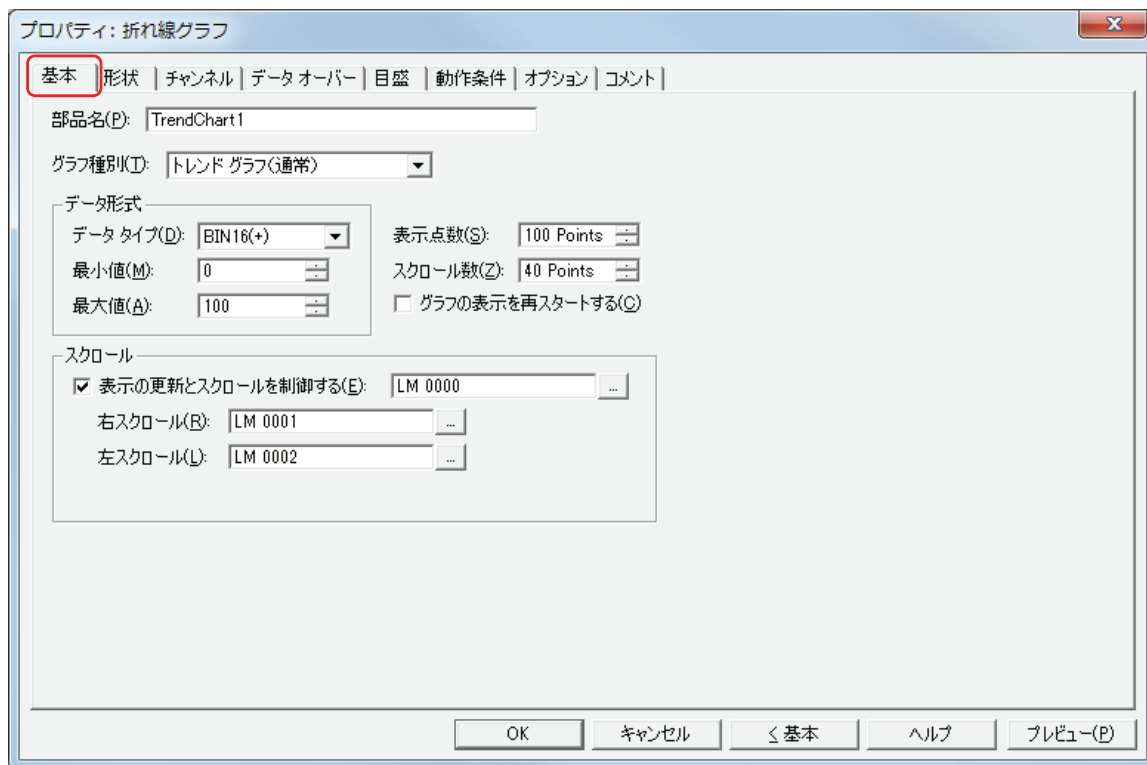 プロパティ: 折れ線グラフ
基本 形状 チャンネル データ オーバー 目盛 動作条件 オプション コメント
部品名(P): TrendChart1
グラフ種別(T): トレンド グラフ(通常)
データ形式
データ タイプ(D): BIN16(+) 表示点数(S): 100 Points
最小値(M): 0 スクロール数(Z): 40 Points
最大値(A): 100 グラフの表示を再スタートする(C)
スクロール
表示の更新とスクロールを制御する(E): LM 0000 ...
右スクロール(R): LM 0001 ...
左スクロール(L): LM 0002 ...
OK キャンセル < 基本 ヘルプ プレビュー(P)